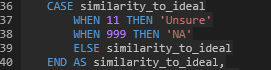 36 CASE similarity_to_ideal
37 WHEN 11 THEN 'Unsure'
38 WHEN 999 THEN 'NA'
39 ELSE similarity_to_ideal
40 END AS similarity_to_ideal,